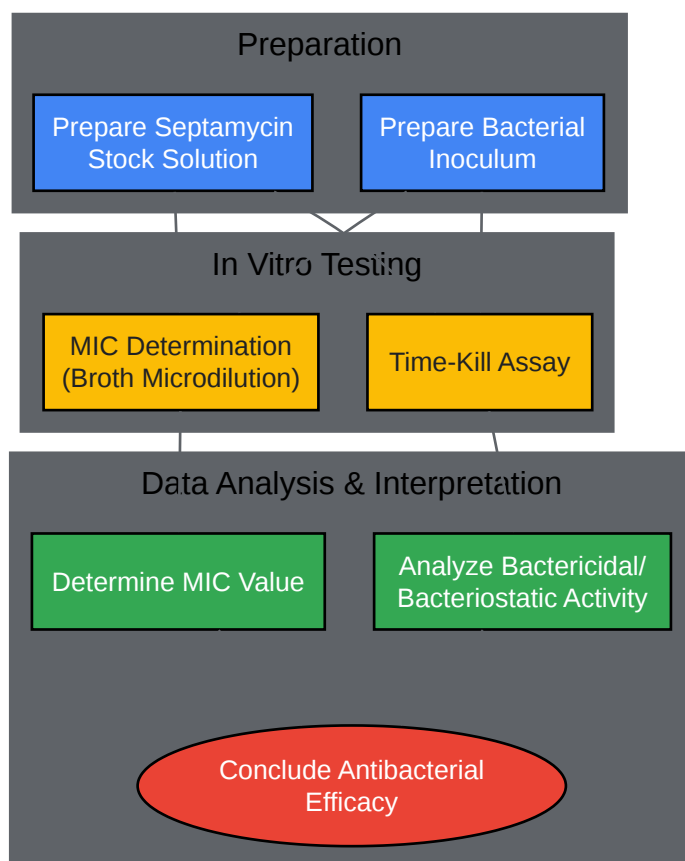 Preparation
Prepare Septamycin
Stock Solution
Prepare Bacterial
Inoculum
In Vitro Testing
MIC Determination
(Broth Microdilution)
Time-Kill Assay
Data Analysis & Interpretation
Determine MIC Value
Analyze Bactericidal/
Bacteriostatic Activity
Conclude Antibacterial
Efficacy